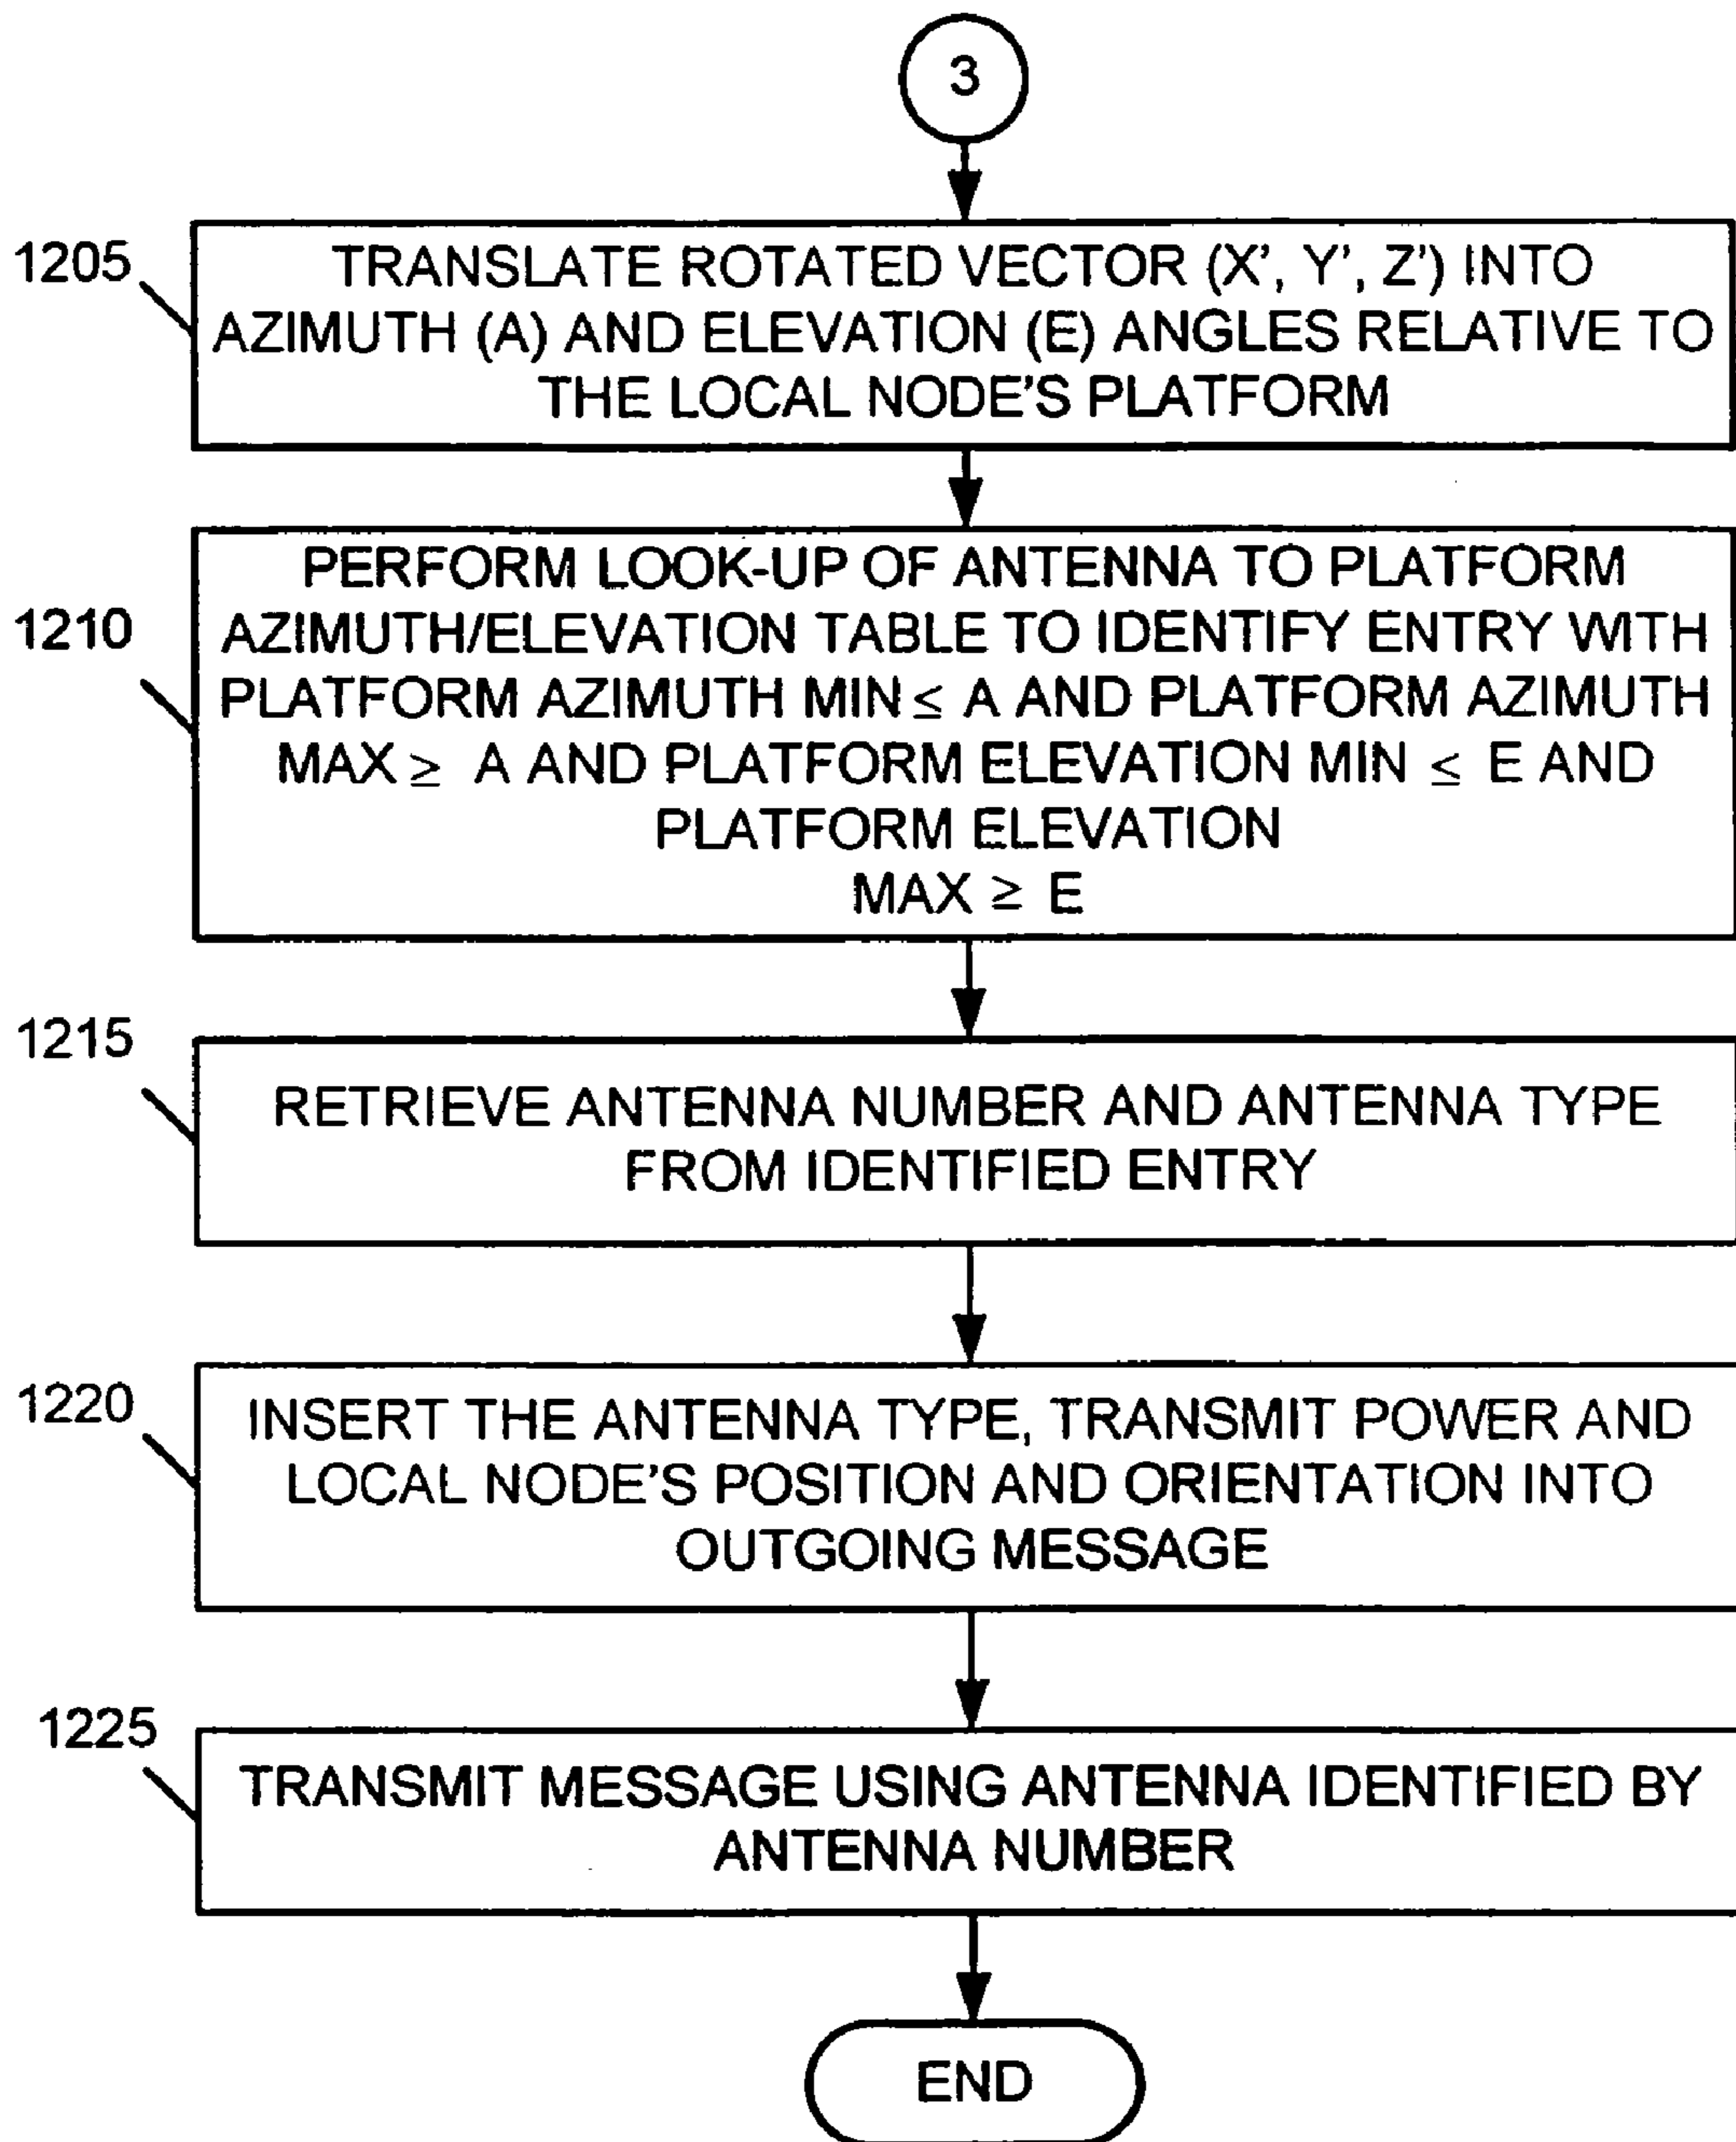 3
1205
TRANSLATE ROTATED VECTOR (X’, Y’, Z’) INTO
AZIMUTH (A) AND ELEVATION (E) ANGLES RELATIVE TO
THE LOCAL NODE’S PLATFORM
1210
PERFORM LOOK-UP OF ANTENNA TO PLATFORM
AZIMUTH/ELEVATION TABLE TO IDENTIFY ENTRY WITH
PLATFORM AZIMUTH MIN ≤ A AND PLATFORM AZIMUTH
MAX ≥ A AND PLATFORM ELEVATION MIN ≤ E AND
PLATFORM ELEVATION
MAX ≥ E
1215
RETRIEVE ANTENNA NUMBER AND ANTENNA TYPE
FROM IDENTIFIED ENTRY
1220
INSERT THE ANTENNA TYPE, TRANSMIT POWER AND
LOCAL NODE’S POSITION AND ORIENTATION INTO
OUTGOING MESSAGE
1225
TRANSMIT MESSAGE USING ANTENNA IDENTIFIED BY
ANTENNA NUMBER
END